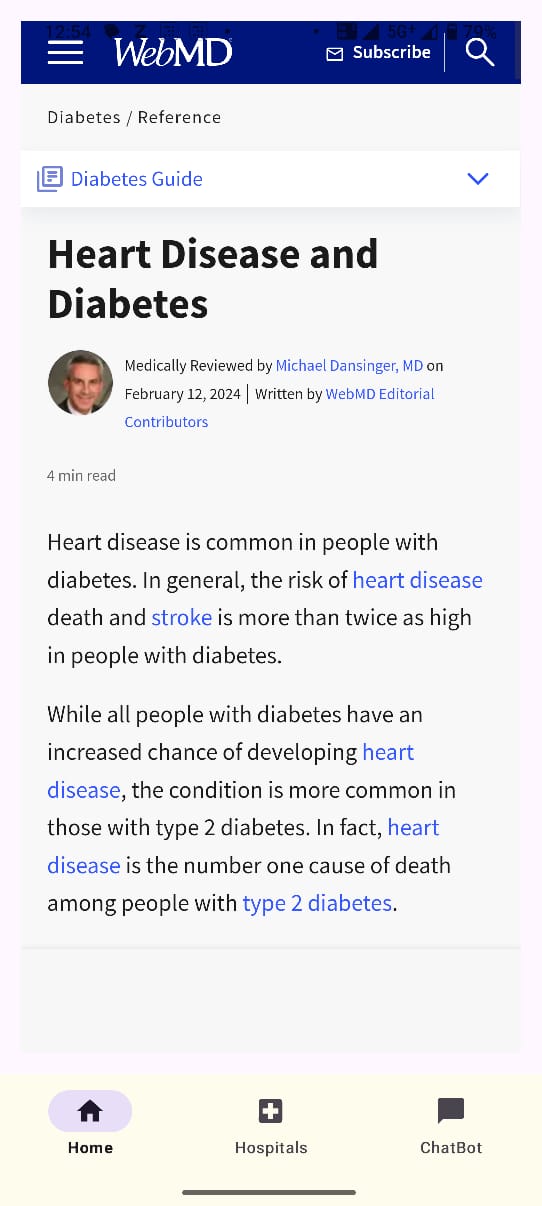 12:54 Z 5G+ 79%
WebMD Subscribe
Diabetes / Reference
Diabetes Guide
Heart Disease and
Diabetes
Medically Reviewed by Michael Dansinger, MD on
February 12, 2024 | Written by WebMD Editorial
Contributors
4 min read
Heart disease is common in people with
diabetes. In general, the risk of heart disease
death and stroke is more than twice as high
in people with diabetes.
While all people with diabetes have an
increased chance of developing heart
disease, the condition is more common in
those with type 2 diabetes. In fact, heart
disease is the number one cause of death
among people with type 2 diabetes.
Home Hospitals ChatBot